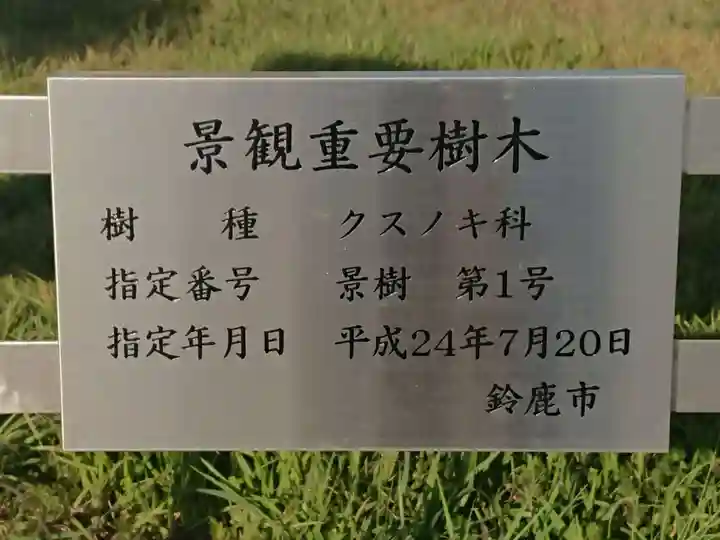 景観重要樹木
樹　種　クスノキ科
指定番号　景樹　第1号
指定年月日　平成24年7月20日
鈴鹿市